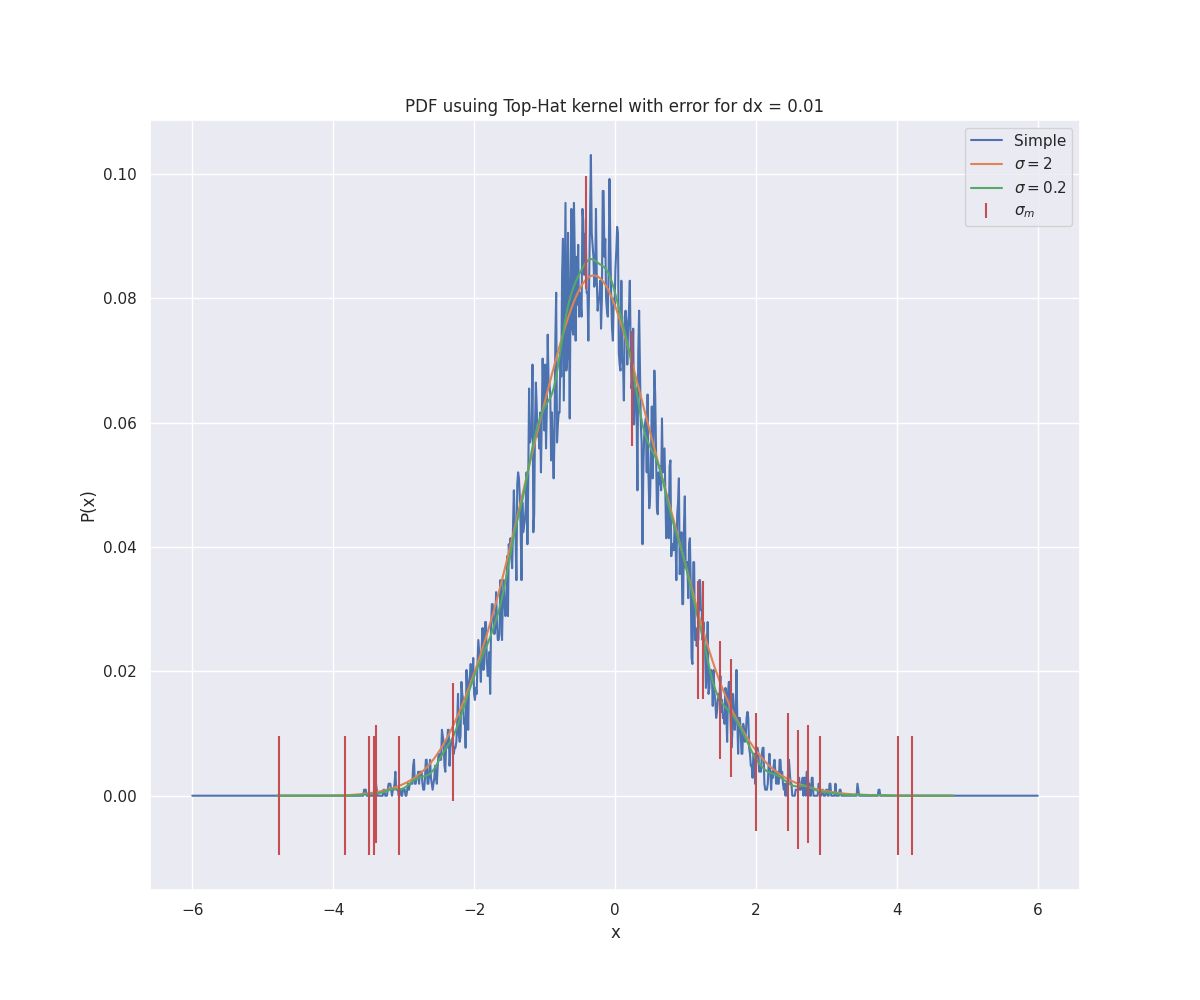 PDF usuing Top-Hat kernel with error for dx = 0.01
Simple
σ = 2
σ = 0.2
σₘ
0.10
0.08
0.06
0.04
0.02
0.00
P(x)
−6 −4 −2 0 2 4 6
x